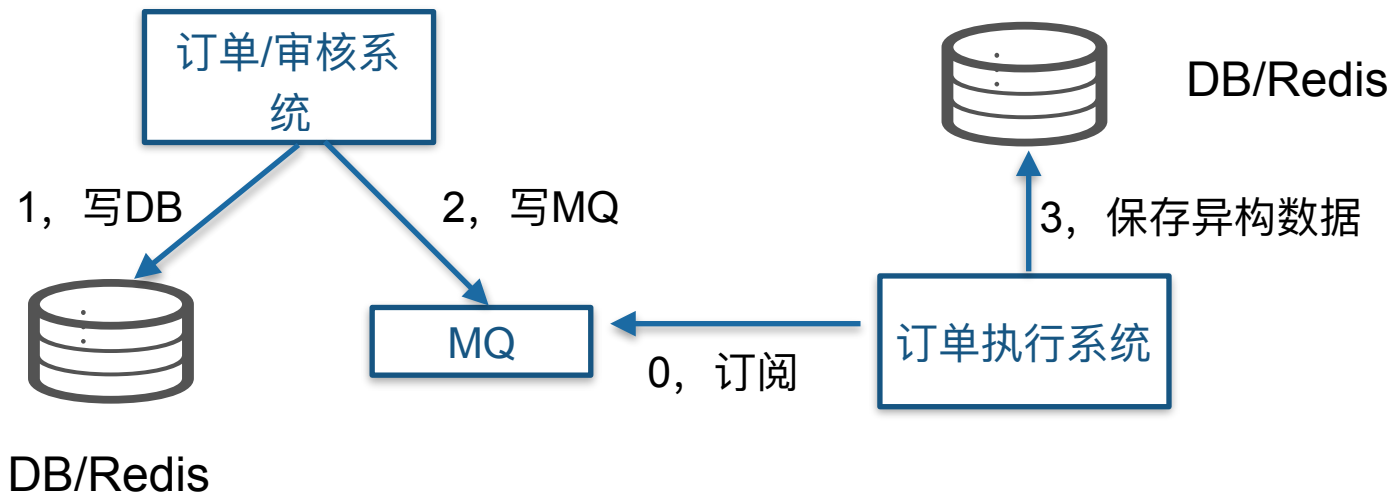 订单/审核系
统
DB/Redis
1，写DB
2，写MQ
3，保存异构数据
MQ
订单执行系统
0，订阅
DB/Redis